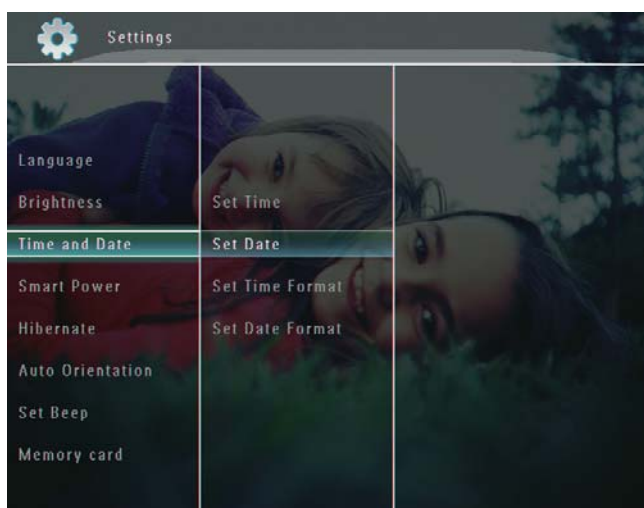 Settings
Language
Brightness
Time and Date
Smart Power
Hibernate
Auto Orientation
Set Beep
Memory card
Set Time
Set Date
Set Time Format
Set Date Format